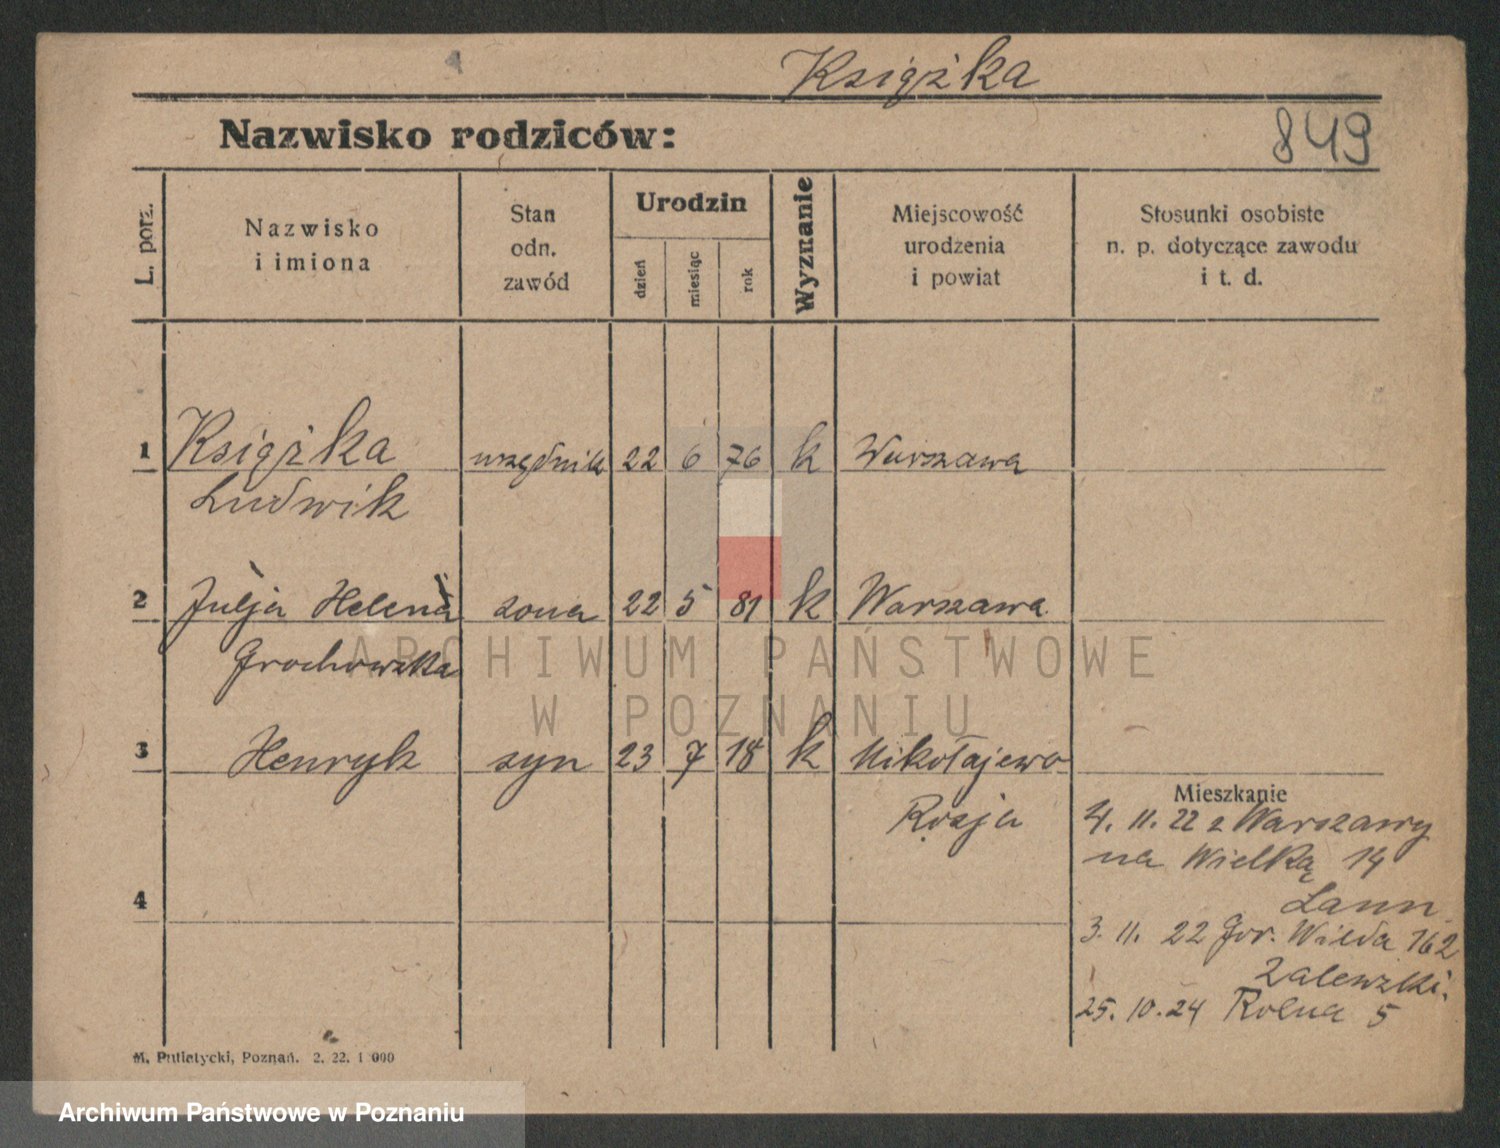 Książka
Nazwisko rodziców:
849
L. porz.
Nazwisko
i imiona
Stan
odn.
zawód
Urodzin
dzień
miesiąc
rok
Wyznanie
Miejscowość
urodzenia
i powiat
Stosunki osobiste
n. p. dotyczące zawodu
i t. d.
1 Książka urzędnik 22 6 76 k Warszawa
Ludwik
2 Julja Helena żona 22 5 81 k Warszawa
Grochowska
3 Henryk syn 23 7 18 k Mikołajewo
Rosja
Mieszkanie
4. 11. 22 z Warszawy
na Wielką 14
4
Lann
3. 11. 22 Gór. Wilda 162
Zalewski.
25. 10. 24 Rolna 5
M. Putiatycki, Poznań. 2. 22. 1 000
ARCHIWUM PAŃSTWOWE
W POZNANIU
Archiwum Państwowe w Poznaniu